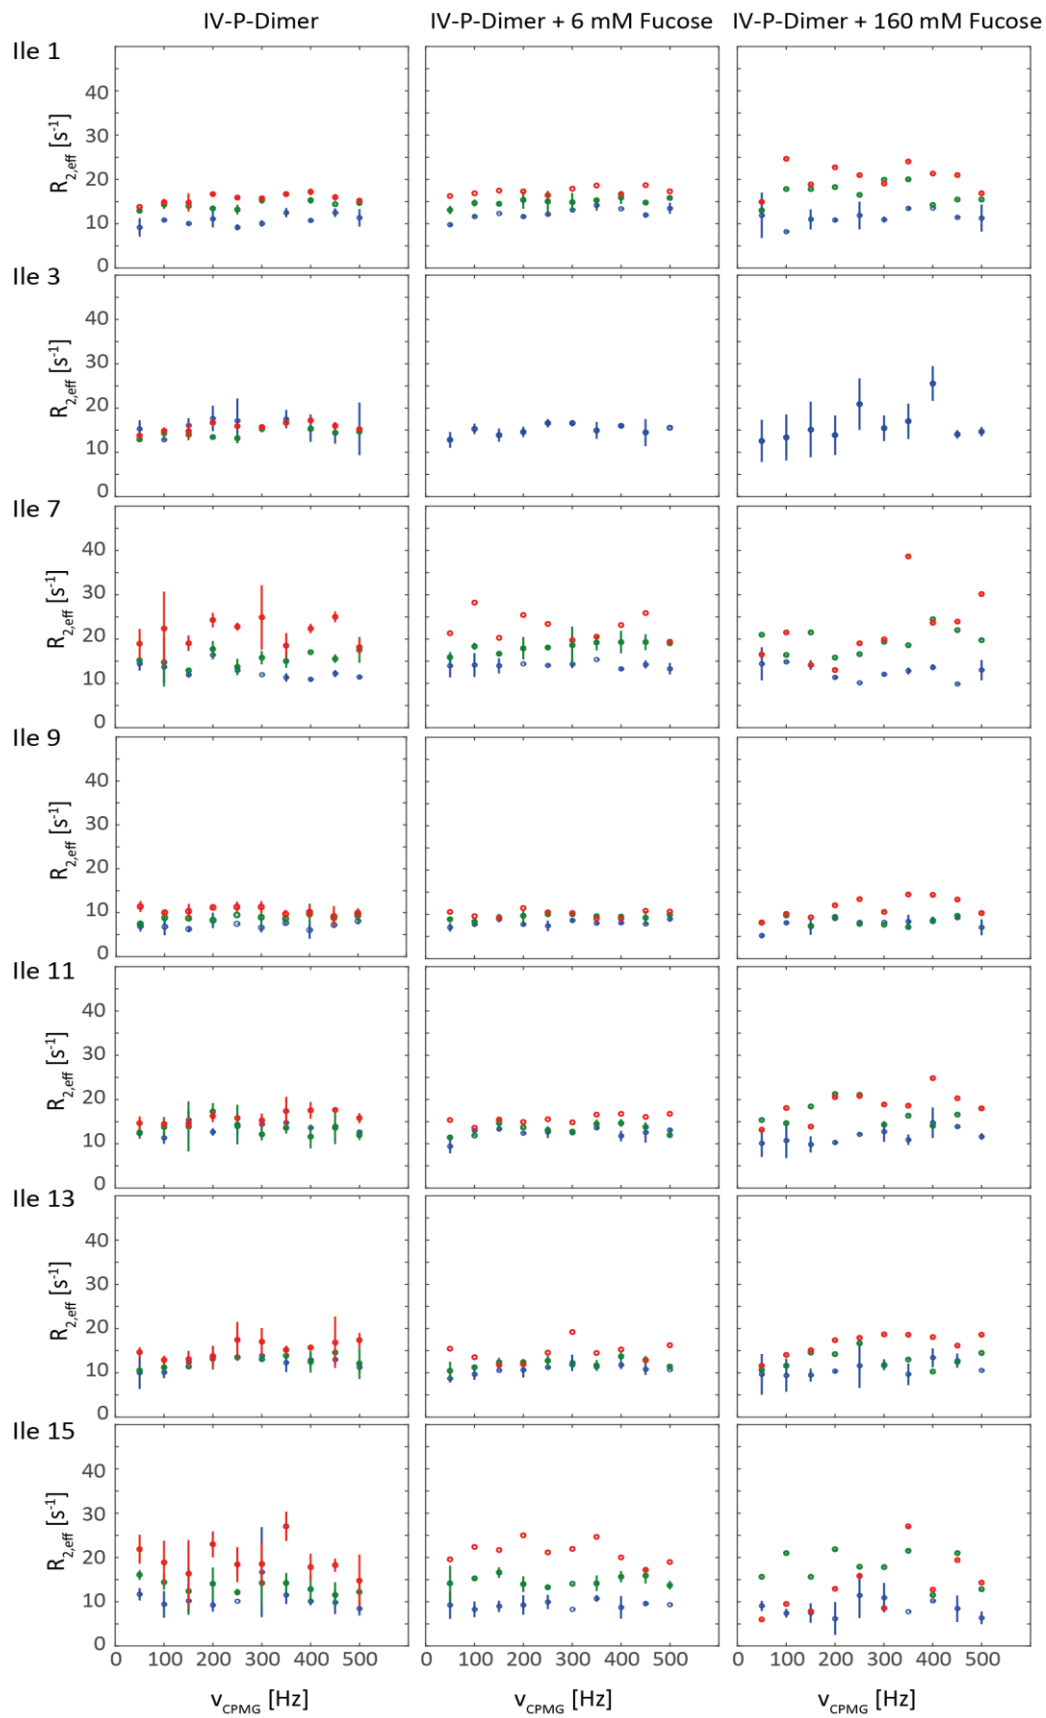 IV-P-Dimer IV-P-Dimer + 6 mM Fucose IV-P-Dimer + 160 mM Fucose
Ile 1
R2,eff [s-1]
40
30
20
10
0
Ile 3
R2,eff [s-1]
40
30
20
10
0
Ile 7
R2,eff [s-1]
40
30
20
10
0
Ile 9
R2,eff [s-1]
40
30
20
10
0
Ile 11
R2,eff [s-1]
40
30
20
10
0
Ile 13
R2,eff [s-1]
40
30
20
10
0
Ile 15
R2,eff [s-1]
40
30
20
10
0
0 100 200 300 400 500 0 100 200 300 400 500 0 100 200 300 400 500
vCPMG [Hz] vCPMG [Hz] vCPMG [Hz]